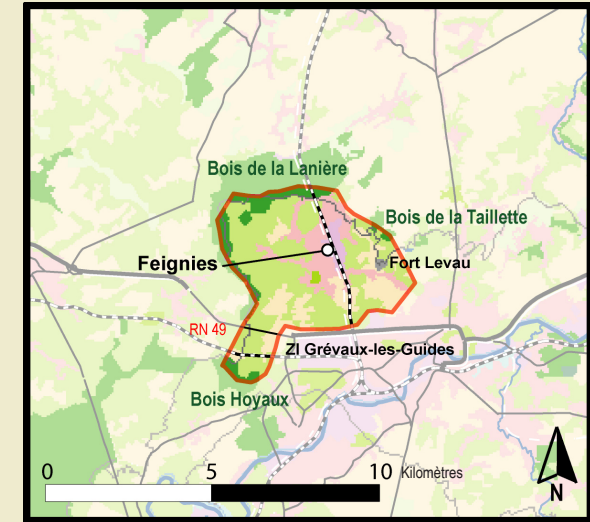 Bois de la Lanière
Bois de la Taillette
Feignies
Fort Levau
RN 49
ZI Grévaux-les-Guides
Bois Hoyaux
0 5 10 Kilomètres
N